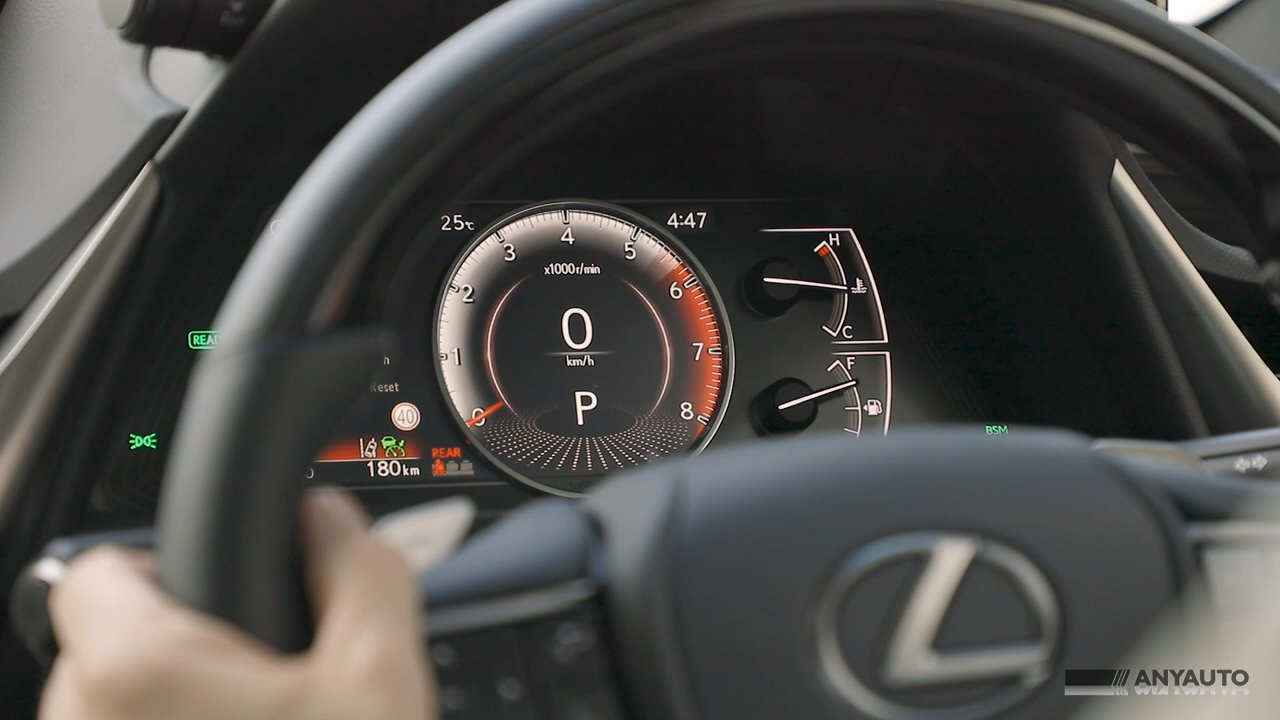 25℃
4:47
4
3
5
x1000r/min
H
2
6
0
km/h
C
1
7
F
Reset
P
40
0
8
BSM
REAR
180km
ANYAUTO